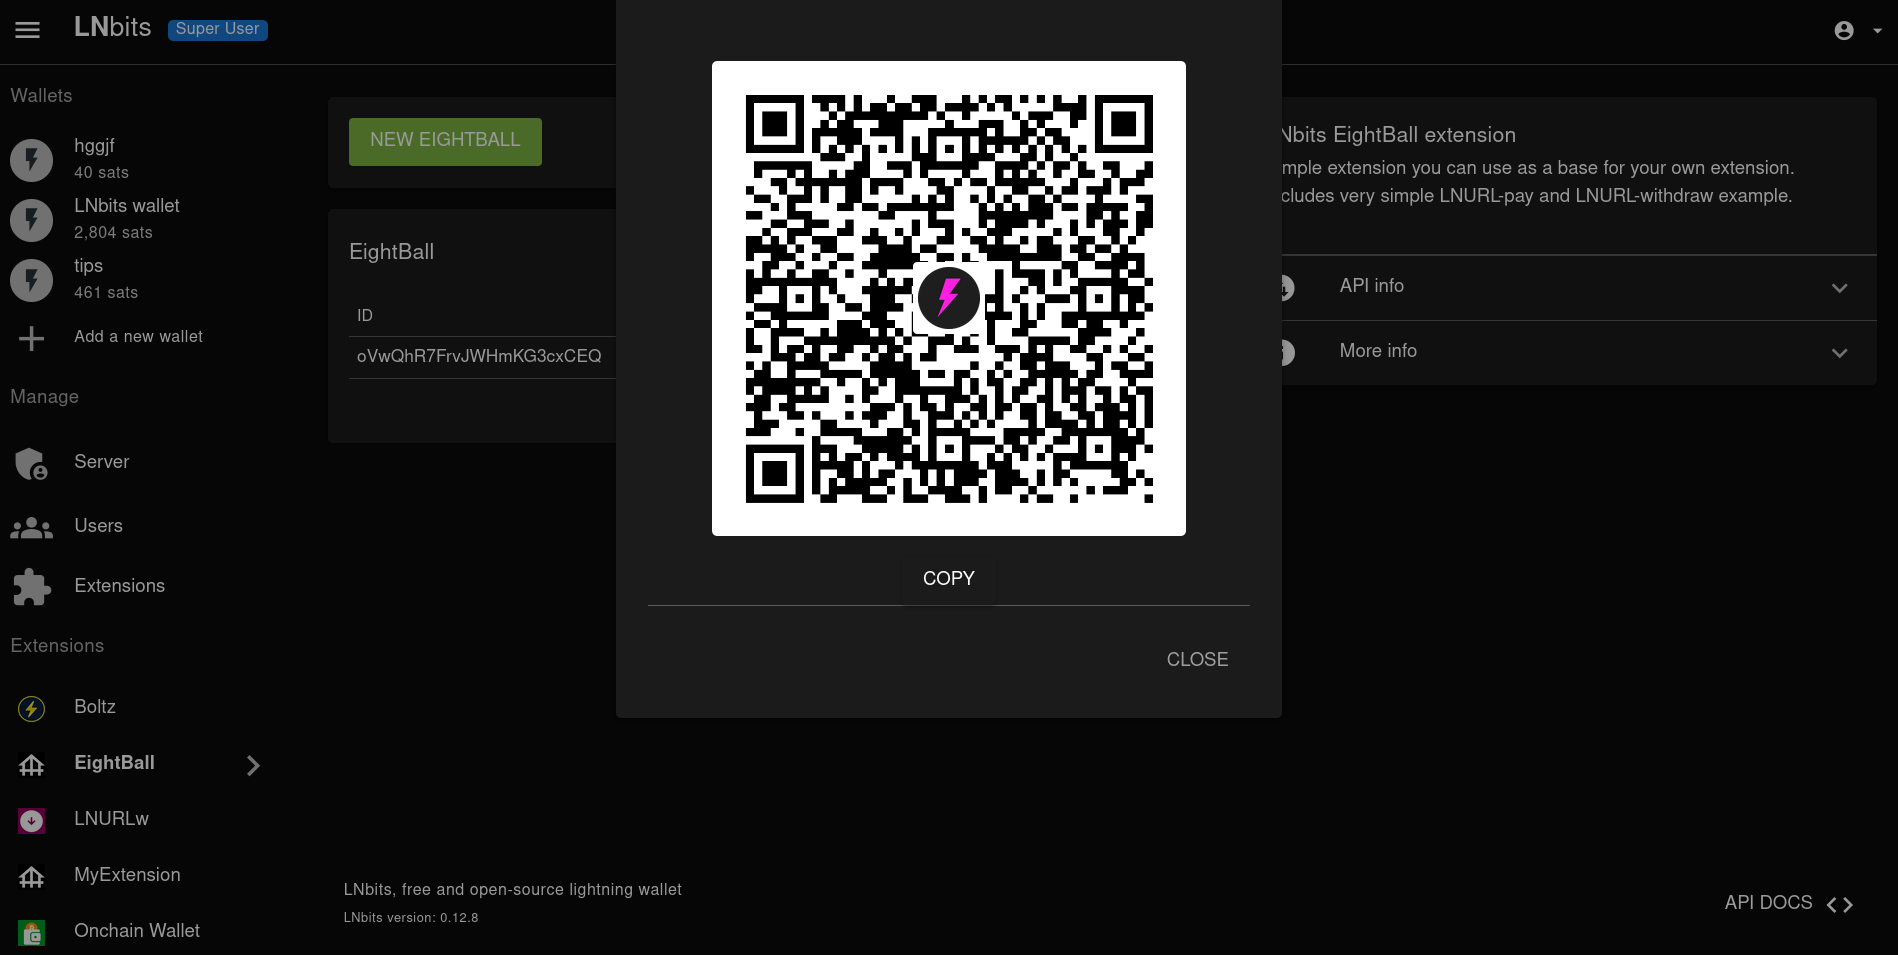 LNbits Super User
Wallets
hggjf
40 sats
LNbits wallet
2,804 sats
tips
461 sats
Add a new wallet
Manage
Server
Users
Extensions
Extensions
Boltz
EightBall
LNURLw
MyExtension
Onchain Wallet
NEW EIGHTBALL
EightBall
ID
oVwQhR7FrvJWHmKG3cxCEQ
COPY
CLOSE
Nbits EightBall extension
mple extension you can use as a base for your own extension.
cludes very simple LNURL-pay and LNURL-withdraw example.
API info
More info
LNbits, free and open-source lightning wallet
LNbits version: 0.12.8
API DOCS